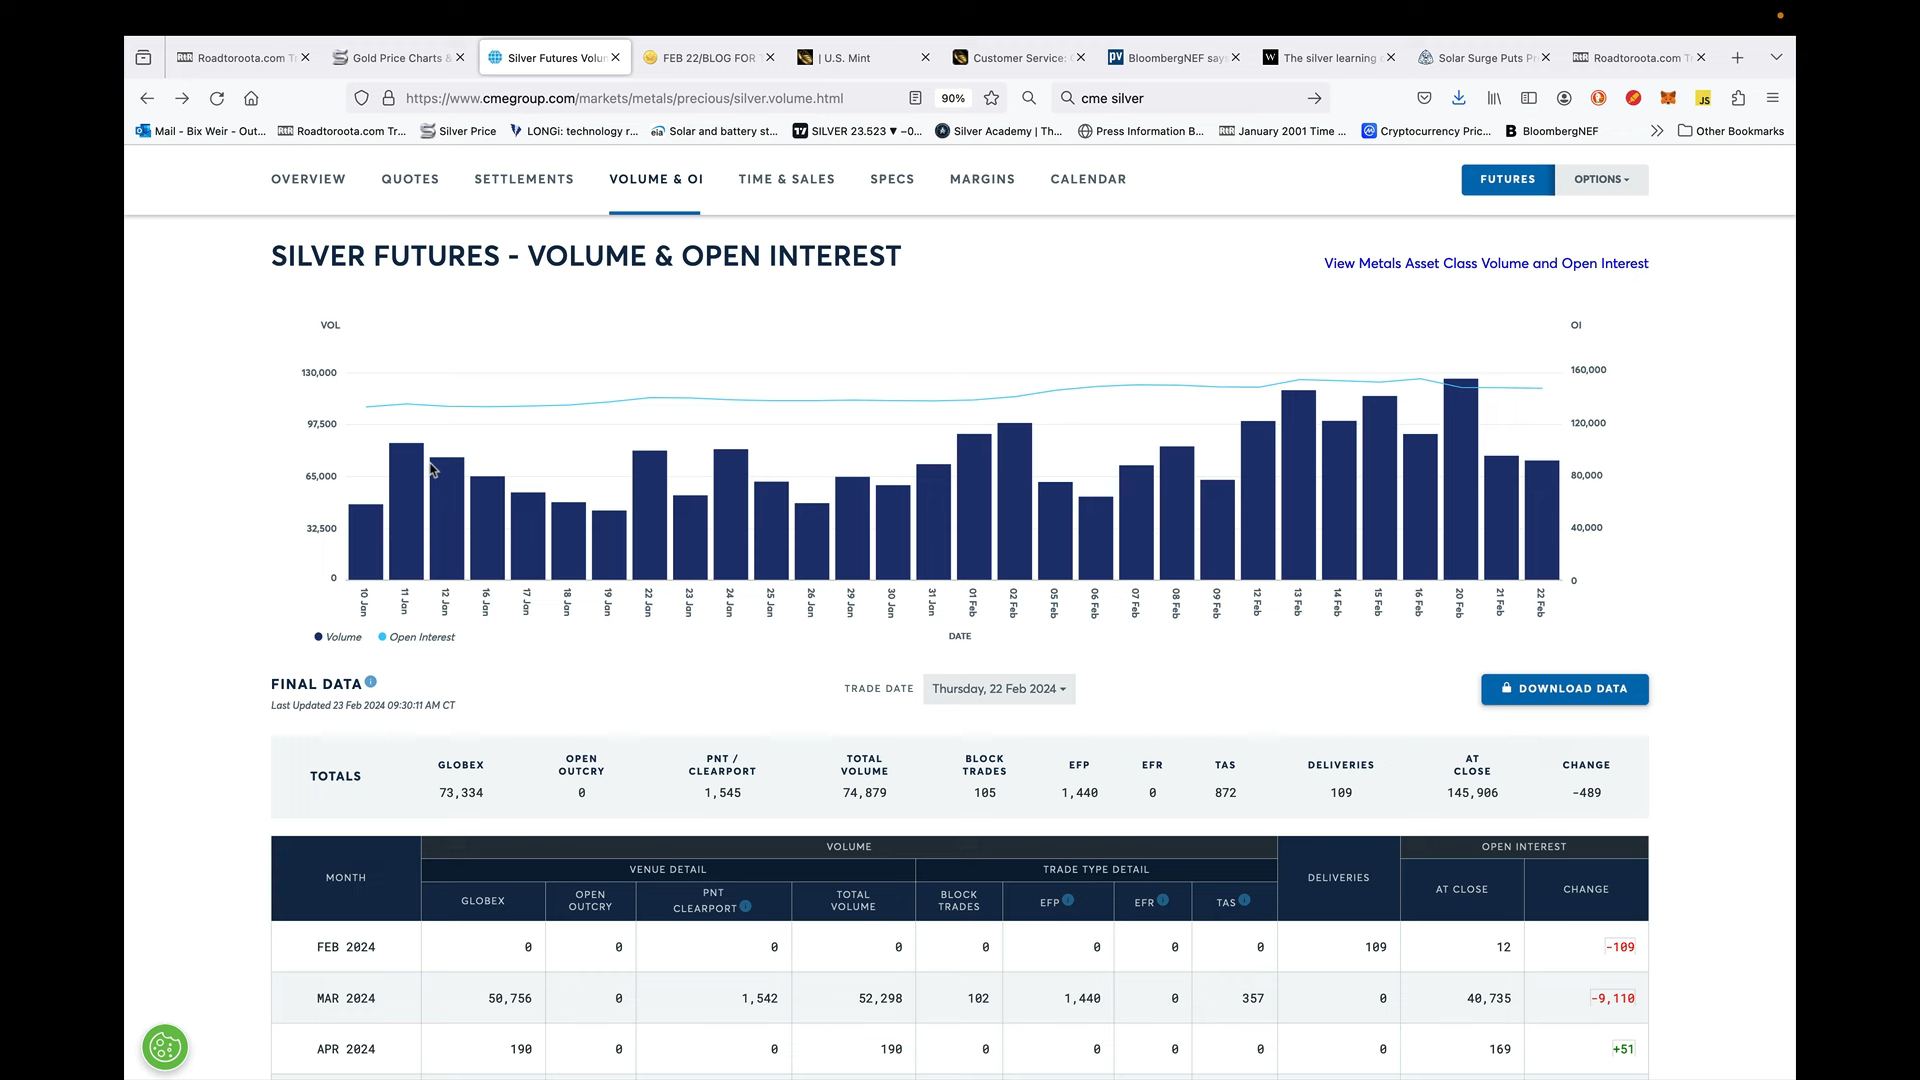 Roadtoroota.com T
Gold Price Charts &
Silver Futures Volu
FEB 22/BLOG FOR
| U.S. Mint
Customer Service:
BloombergNEF say
The silver learning
Solar Surge Puts P
Roadtoroota.com T
https://www.cmegroup.com/markets/metals/precious/silver.volume.html
90%
cme silver
Mail - Bix Weir - Out...
Roadtoroota.com Tr...
Silver Price
LONGi: technology r...
Solar and battery st...
SILVER 23.523 ▼ −0...
Silver Academy | Th...
Press Information B...
January 2001 Time ...
Cryptocurrency Pric...
BloombergNEF
Other Bookmarks
OVERVIEW QUOTES SETTLEMENTS VOLUME & OI TIME & SALES SPECS MARGINS CALENDAR
FUTURES OPTIONS
SILVER FUTURES - VOLUME & OPEN INTEREST
View Metals Asset Class Volume and Open Interest
VOL
OI
130,000
97,500
65,000
32,500
0
160,000
120,000
80,000
40,000
0
10 Jan
11 Jan
12 Jan
16 Jan
17 Jan
18 Jan
19 Jan
22 Jan
23 Jan
24 Jan
25 Jan
26 Jan
29 Jan
30 Jan
31 Jan
01 Feb
02 Feb
05 Feb
06 Feb
07 Feb
08 Feb
09 Feb
12 Feb
13 Feb
14 Feb
15 Feb
16 Feb
20 Feb
21 Feb
22 Feb
Volume Open Interest
DATE
FINAL DATA
Last Updated 23 Feb 2024 09:30:11 AM CT
TRADE DATE Thursday, 22 Feb 2024
DOWNLOAD DATA
TOTALS
GLOBEX
73,334
OPEN
OUTCRY
0
PNT /
CLEARPORT
1,545
TOTAL
VOLUME
74,879
BLOCK
TRADES
105
EFP
1,440
EFR
0
TAS
872
DELIVERIES
109
AT
CLOSE
145,906
CHANGE
-489
MONTH
VOLUME
VENUE DETAIL
TRADE TYPE DETAIL
DELIVERIES
OPEN INTEREST
GLOBEX
OPEN
OUTCRY
PNT
CLEARPORT
TOTAL
VOLUME
BLOCK
TRADES
EFP
EFR
TAS
AT CLOSE
CHANGE
FEB 2024 0 0 0 0 0 0 0 0 109 12 -109
MAR 2024 50,756 0 1,542 52,298 102 1,440 0 357 0 40,735 -9,110
APR 2024 190 0 0 190 0 0 0 0 0 169 +51